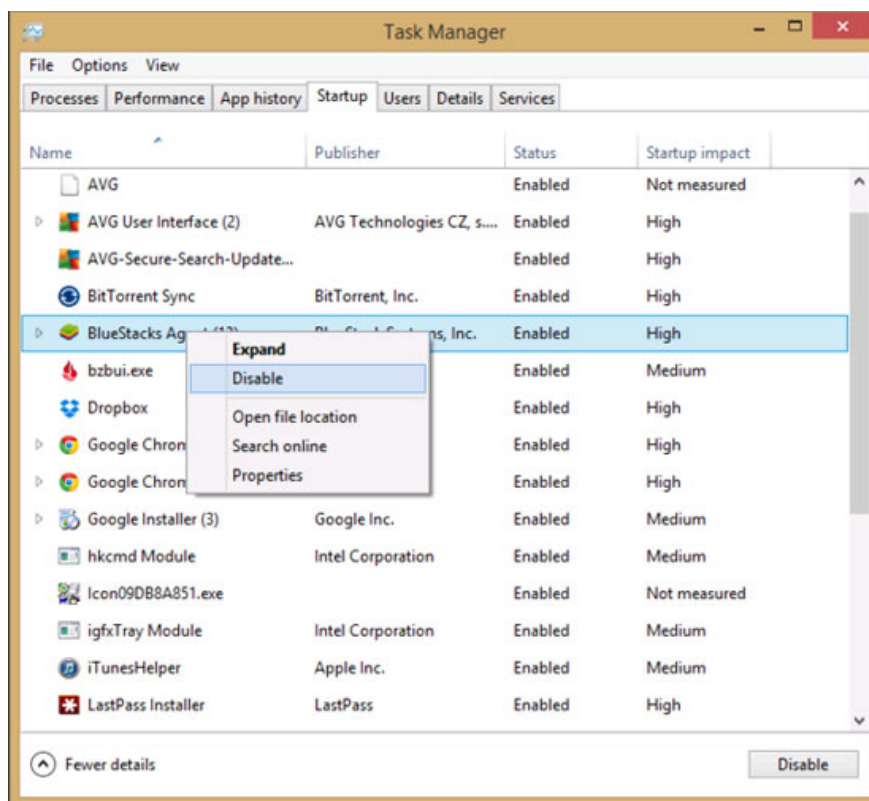 Task Manager
File Options View
Processes Performance App history Startup Users Details Services
Name Publisher Status Startup impact
AVG Enabled Not measured
AVG User Interface (2) AVG Technologies CZ, s.... Enabled High
AVG-Secure-Search-Update... Enabled High
BitTorrent Sync BitTorrent, Inc. Enabled High
BlueStacks Agent (12) Inc. Enabled High
Expand
bzbui.exe Disable Enabled Medium
Dropbox Open file location Enabled High
Google Chrom Search online Enabled High
Google Chrom Properties Enabled High
Google Installer (3) Google Inc. Enabled Medium
hkcmd Module Intel Corporation Enabled Medium
Icon09DB8A851.exe Enabled Not measured
igfxTray Module Intel Corporation Enabled Medium
iTunesHelper Apple Inc. Enabled Medium
LastPass Installer LastPass Enabled High
Fewer details Disable